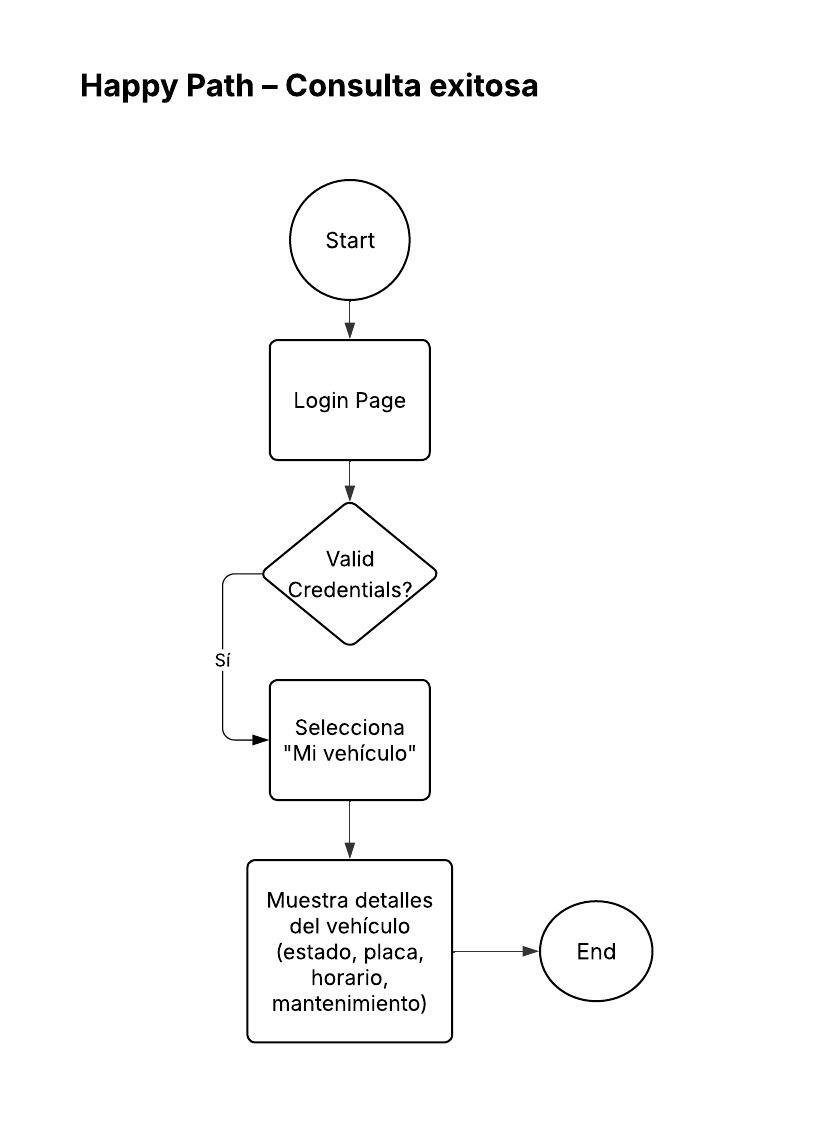 Happy Path – Consulta exitosa
Start
Login Page
Valid
Credentials?
Sí
Selecciona
"Mi vehículo"
Muestra detalles
del vehículo
(estado, placa,
horario,
mantenimiento)
End